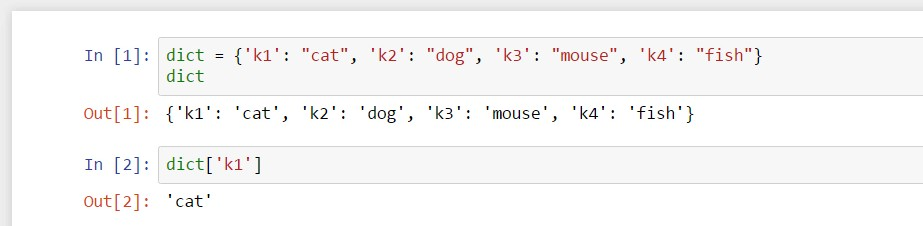 In [1]: dict = {'k1': "cat", 'k2': "dog", 'k3': "mouse", 'k4': "fish"}
dict
Out[1]: {'k1': 'cat', 'k2': 'dog', 'k3': 'mouse', 'k4': 'fish'}
In [2]: dict['k1']
Out[2]: 'cat'